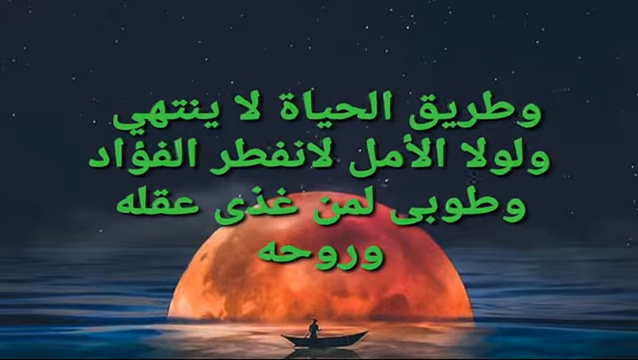 وطريق الحياة لا ينتهي
ولولا الأمل لانفطر الفؤاد
وطوبى لمن غذى عقله
وروحه